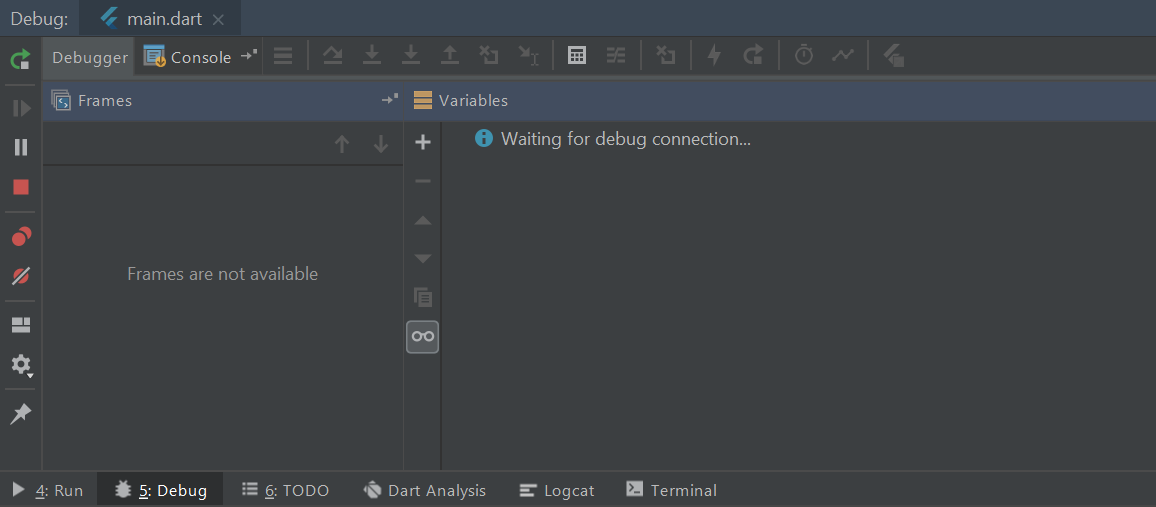 Debug: main.dart
Debugger Console
Frames Variables
Waiting for debug connection...
Frames are not available
4: Run 5: Debug 6: TODO Dart Analysis Logcat Terminal